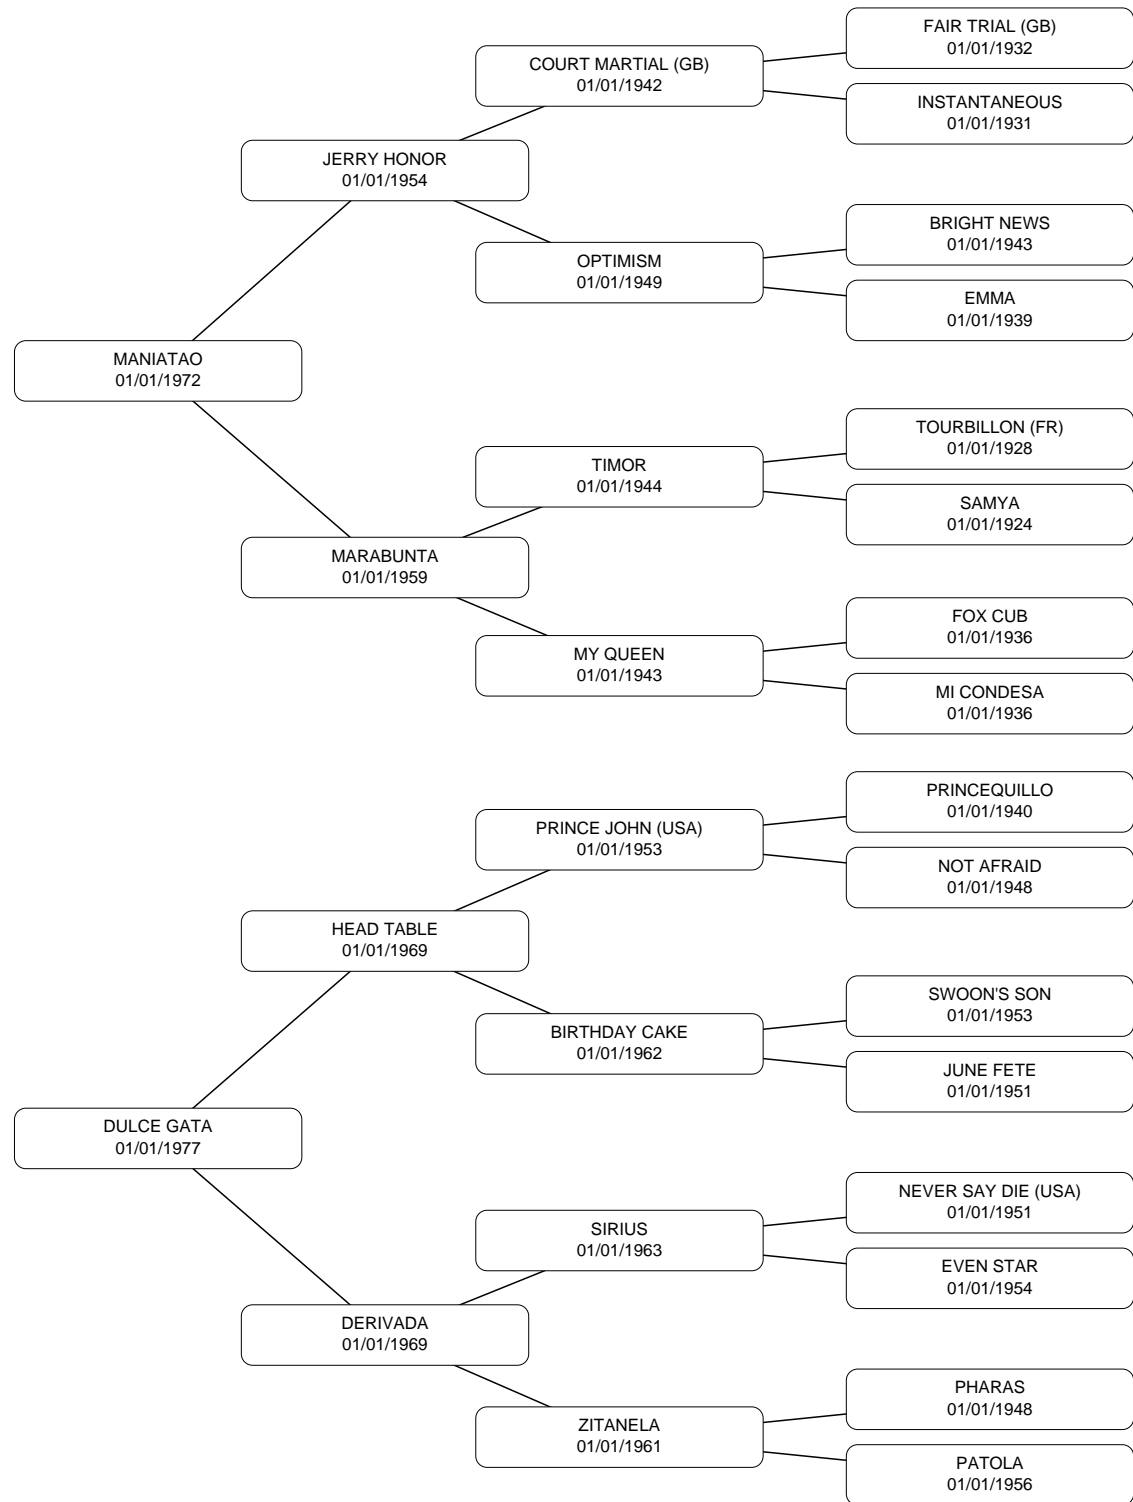 FAIR TRIAL (GB)
01/01/1932
COURT MARTIAL (GB)
01/01/1942
INSTANTANEOUS
01/01/1931
JERRY HONOR
01/01/1954
BRIGHT NEWS
01/01/1943
OPTIMISM
01/01/1949
EMMA
01/01/1939
MANIATAO
01/01/1972
TOURBILLON (FR)
01/01/1928
TIMOR
01/01/1944
SAMYA
01/01/1924
MARABUNTA
01/01/1959
FOX CUB
01/01/1936
MY QUEEN
01/01/1943
MI CONDESA
01/01/1936
PRINCEQUILLO
01/01/1940
PRINCE JOHN (USA)
01/01/1953
NOT AFRAID
01/01/1948
HEAD TABLE
01/01/1969
SWOON'S SON
01/01/1953
BIRTHDAY CAKE
01/01/1962
JUNE FETE
01/01/1951
DULCE GATA
01/01/1977
NEVER SAY DIE (USA)
01/01/1951
SIRIUS
01/01/1963
EVEN STAR
01/01/1954
DERIVADA
01/01/1969
PHARAS
01/01/1948
ZITANELA
01/01/1961
PATOLA
01/01/1956